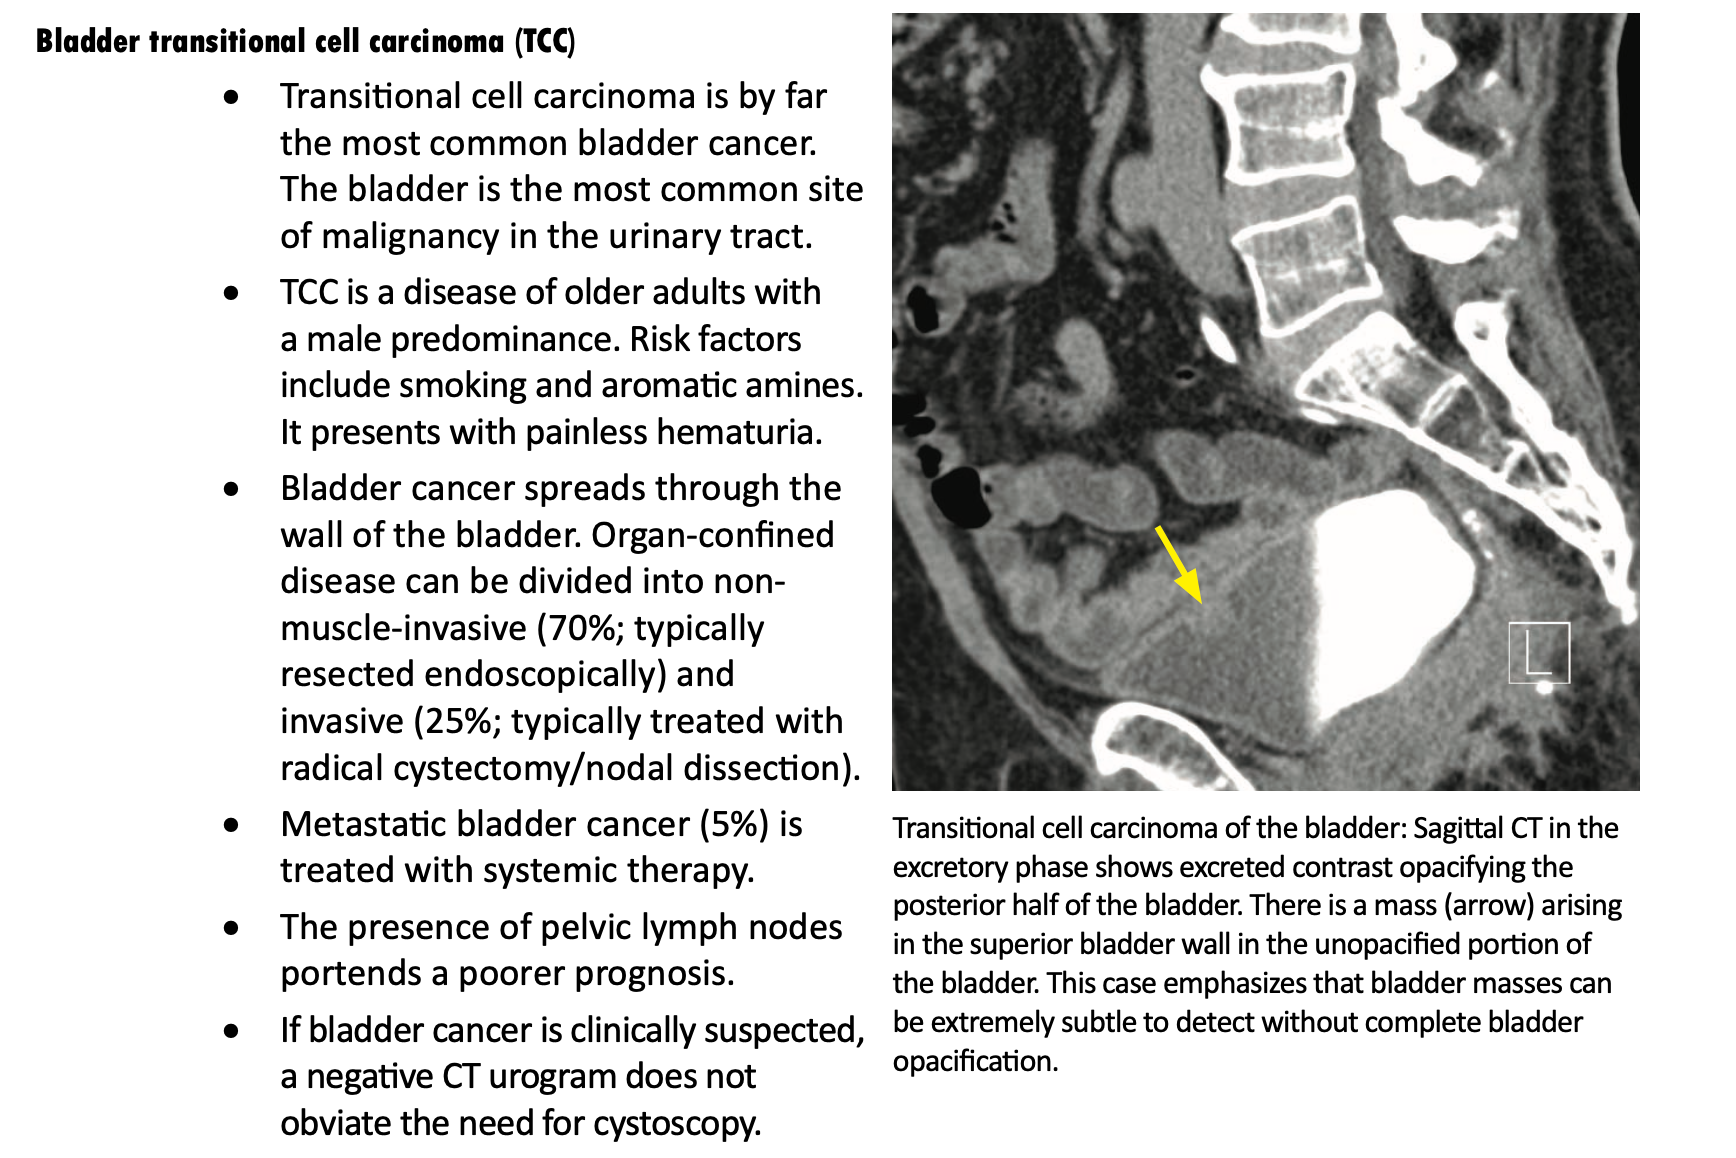 Bladder transitional cell carcinoma (TCC)
• Transitional cell carcinoma is by far
the most common bladder cancer.
The bladder is the most common site
of malignancy in the urinary tract.
• TCC is a disease of older adults with
a male predominance. Risk factors
include smoking and aromatic amines.
It presents with painless hematuria.
• Bladder cancer spreads through the
wall of the bladder. Organ-confined
disease can be divided into non-
muscle-invasive (70%; typically
resected endoscopically) and
invasive (25%; typically treated with
radical cystectomy/nodal dissection).
• Metastatic bladder cancer (5%) is
treated with systemic therapy.
• The presence of pelvic lymph nodes
portends a poorer prognosis.
• If bladder cancer is clinically suspected,
a negative CT urogram does not
obviate the need for cystoscopy.
L
Transitional cell carcinoma of the bladder: Sagittal CT in the
excretory phase shows excreted contrast opacifying the
posterior half of the bladder. There is a mass (arrow) arising
in the superior bladder wall in the unopacified portion of
the bladder. This case emphasizes that bladder masses can
be extremely subtle to detect without complete bladder
opacification.